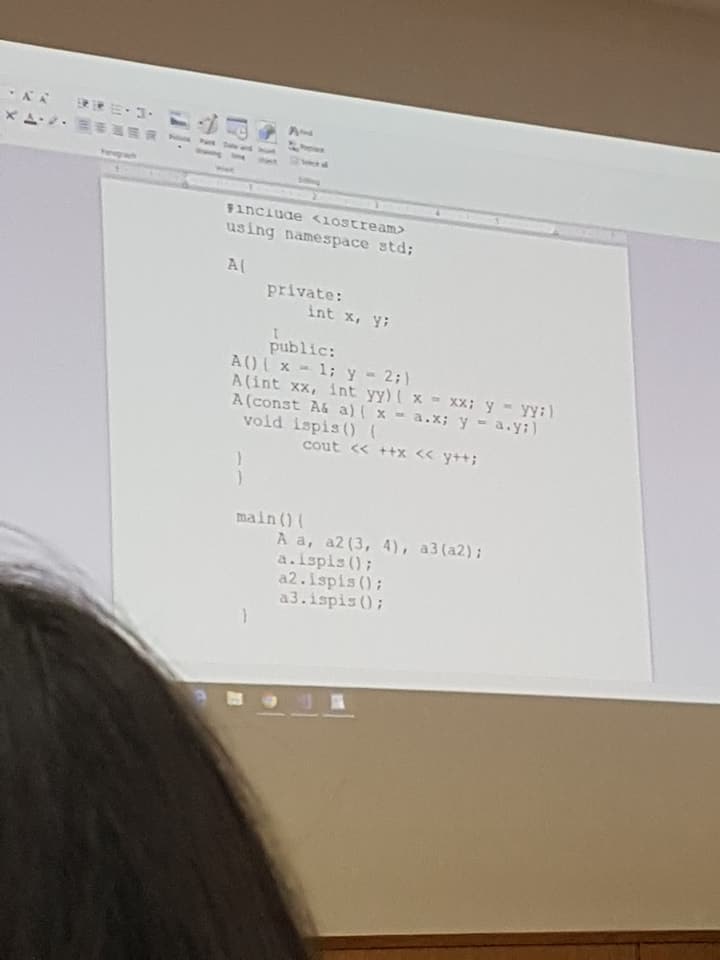 Find
Replace
Select all
Picture
Paint
Date and
Insert
drawing
time
object
Paragraph
Insert
Editing
#include <iostream>
using namespace std;
A{
private:
int x, y;
public:
A(){ x = 1; y = 2;}
A(int xx, int yy){ x = xx; y = yy;}
A(const A& a){ x = a.x; y = a.y;}
void ispis() {
cout << ++x << y++;
}
}
main(){
A a, a2(3, 4), a3(a2);
a.ispis();
a2.ispis();
a3.ispis();
}